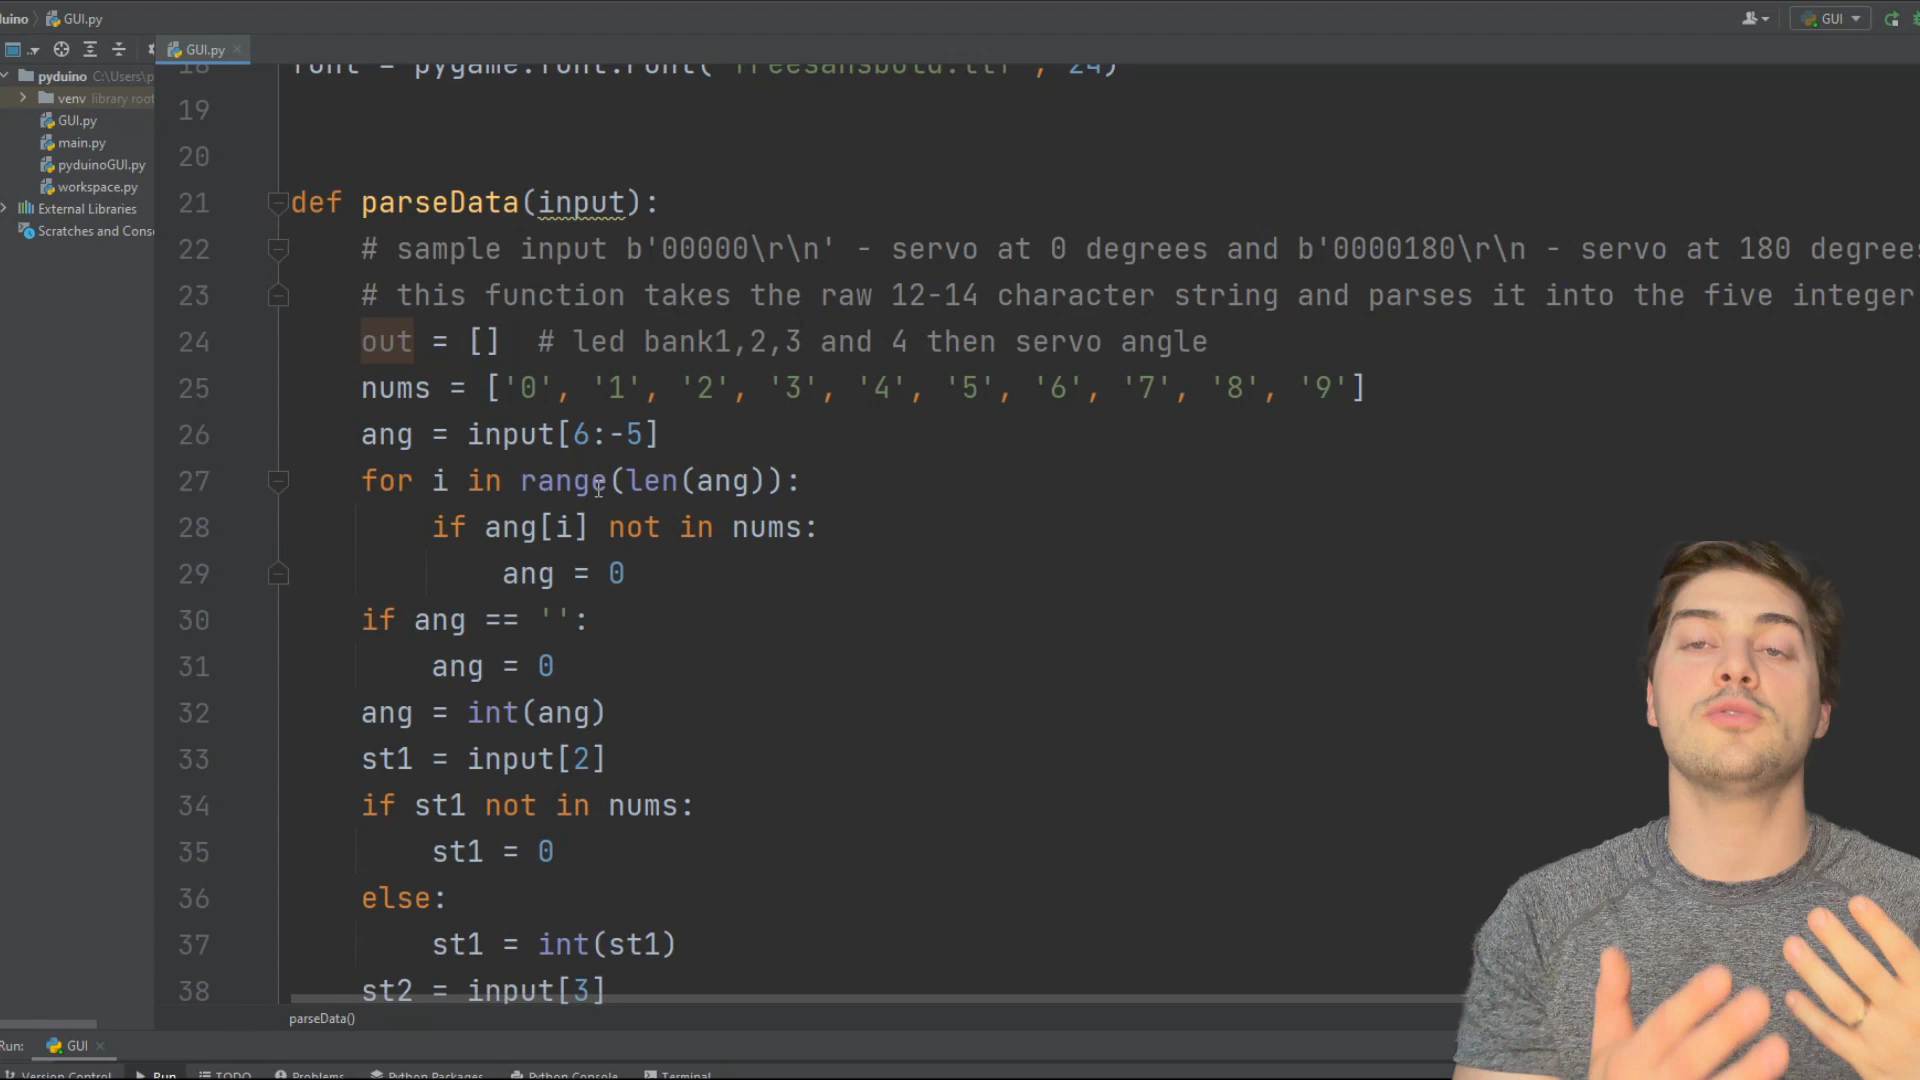 uino › GUI.py
GUI
GUI.py
pyduino C:\Users\p
venv library root
GUI.py
main.py
pyduinoGUI.py
workspace.py
External Libraries
Scratches and Conso
18 font = pygame.font.Font('freesansbold.ttf', 24)
19
20
21 def parseData(input):
22 # sample input b'00000\r\n' - servo at 0 degrees and b'0000180\r\n - servo at 180 degrees
23 # this function takes the raw 12-14 character string and parses it into the five integer
24 out = [] # led bank1,2,3 and 4 then servo angle
25 nums = ['0', '1', '2', '3', '4', '5', '6', '7', '8', '9']
26 ang = input[6:-5]
27 for i in range(len(ang)):
28 if ang[i] not in nums:
29 ang = 0
30 if ang == '':
31 ang = 0
32 ang = int(ang)
33 st1 = input[2]
34 if st1 not in nums:
35 st1 = 0
36 else:
37 st1 = int(st1)
38 st2 = input[3]
parseData()
Run: GUI
Version Control Run TODO Problems Python Packages Python Console Terminal